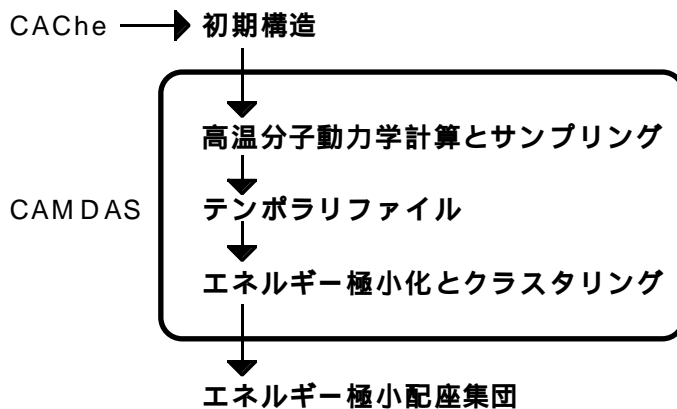 CAChe 初期構造
高温分子動力学計算とサンプリング
CAMDAS テンポラリファイル
エネルギー極小化とクラスタリング
エネルギー極小配座集団